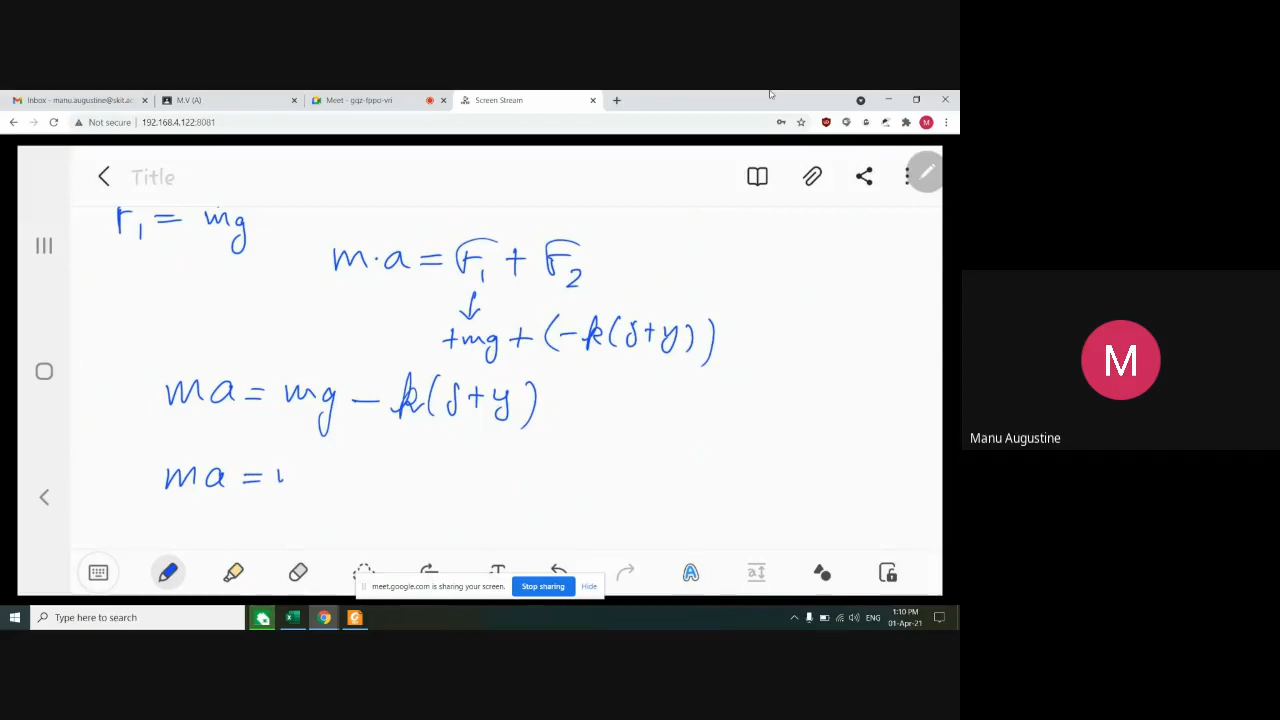 Inbox - manu.augustine@skit.ac
M.V (A)
Meet - gqz-fppd-vri
Screen Stream
Not secure | 192.168.4.122:8081
M
Title
F₁ = mg
m·a = F₁ + F₂
+mg + (-k(δ+y))
ma = mg - k(δ+y)
ma =
M
Manu Augustine
T
A
meet.google.com is sharing your screen.
Stop sharing
Hide
Type here to search
ENG
1:10 PM
01-Apr-21